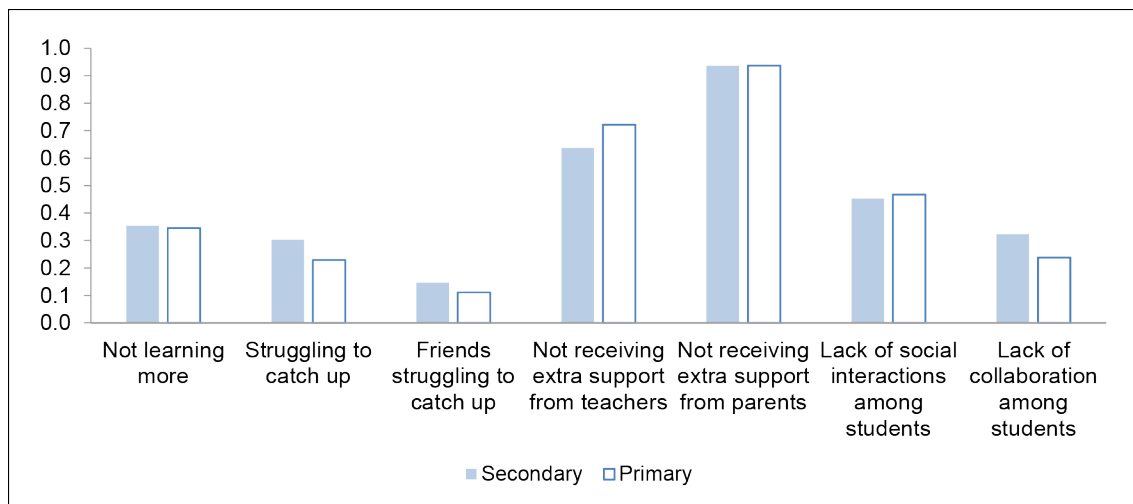 1.0
0.9
0.8
0.7
0.6
0.5
0.4
0.3
0.2
0.1
0.0
Not learning
more
Struggling to
catch up
Friends
struggling to
catch up
Not receiving
extra support
from teachers
Not receiving
extra support
from parents
Lack of social
interactions
among
students
Lack of
collaboration
among
students
Secondary
Primary